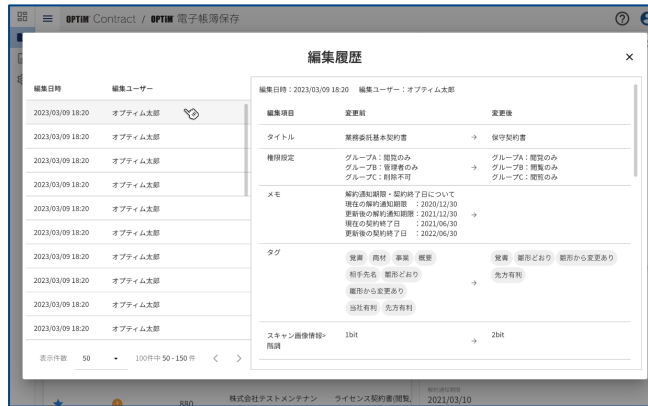 OPTiM Contract / OPTiM 電子帳簿保存
編集履歴
編集日時 編集ユーザー
2023/03/09 18:20 オプティム太郎
2023/03/09 18:20 オプティム太郎
2023/03/09 18:20 オプティム太郎
2023/03/09 18:20 オプティム太郎
2023/03/09 18:20 オプティム太郎
2023/03/09 18:20 オプティム太郎
2023/03/09 18:20 オプティム太郎
2023/03/09 18:20 オプティム太郎
2023/03/09 18:20 オプティム太郎
2023/03/09 18:20 オプティム太郎
表示件数 50 100件中 50 - 150 件
編集日時：2023/03/09 18:20 編集ユーザー：オプティム太郎
編集項目 変更前 変更後
タイトル 業務委託基本契約書 → 保守契約書
権限設定
グループA：閲覧のみ
グループB：管理者のみ
グループC：削除不可
→
グループA：閲覧のみ
グループB：閲覧のみ
グループC：閲覧のみ
メモ
解約通知期限・契約終了日について
現在の解約通知期限 ：2020/12/30
更新後の解約通知期限：2021/12/30
現在の契約終了日 ：2021/06/30
更新後の契約終了日 ：2022/06/30
→
タグ
覚書 商材 事業 概要
相手先名 雛形どおり
雛形から変更あり
当社有利 先方有利
→
覚書 雛形どおり 雛形から変更あり
先方有利
スキャン画像情報>
階調
1bit → 2bit
880
株式会社テストメンテナン
ライセンス契約書(閲覧,
解約通知期限
2021/03/10